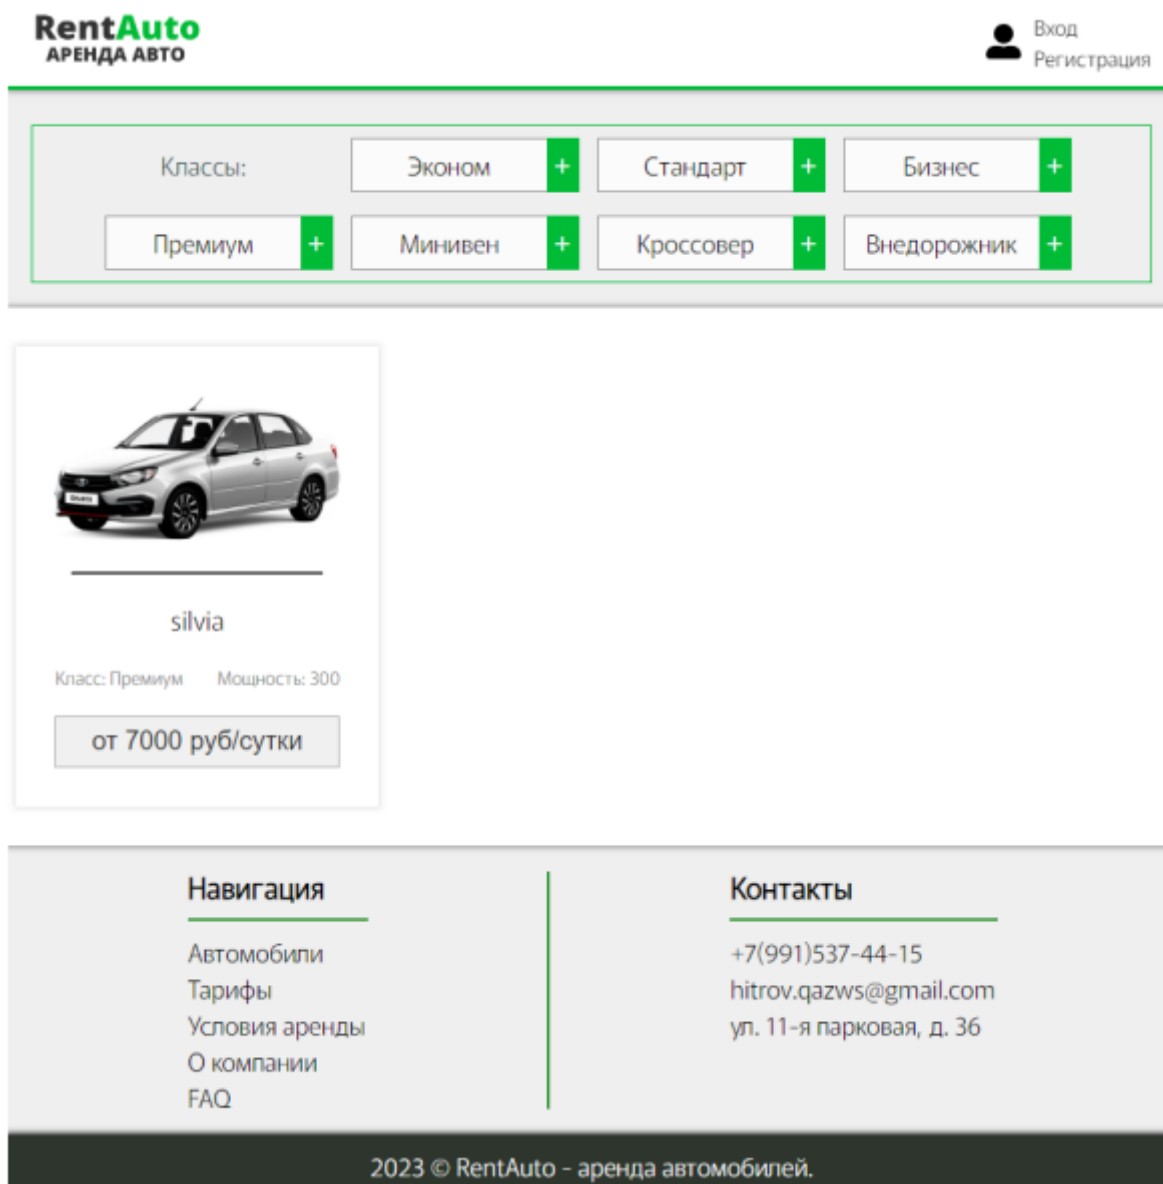 RentAuto
АРЕНДА АВТО
Вход
Регистрация
Классы:
Эконом +
Стандарт +
Бизнес +
Премиум +
Минивен +
Кроссовер +
Внедорожник +
silvia
Класс: Премиум Мощность: 300
от 7000 руб/сутки
Навигация
Автомобили
Тарифы
Условия аренды
О компании
FAQ
Контакты
+7(991)537-44-15
hitrov.qazws@gmail.com
ул. 11-я парковая, д. 36
2023 © RentAuto - аренда автомобилей.